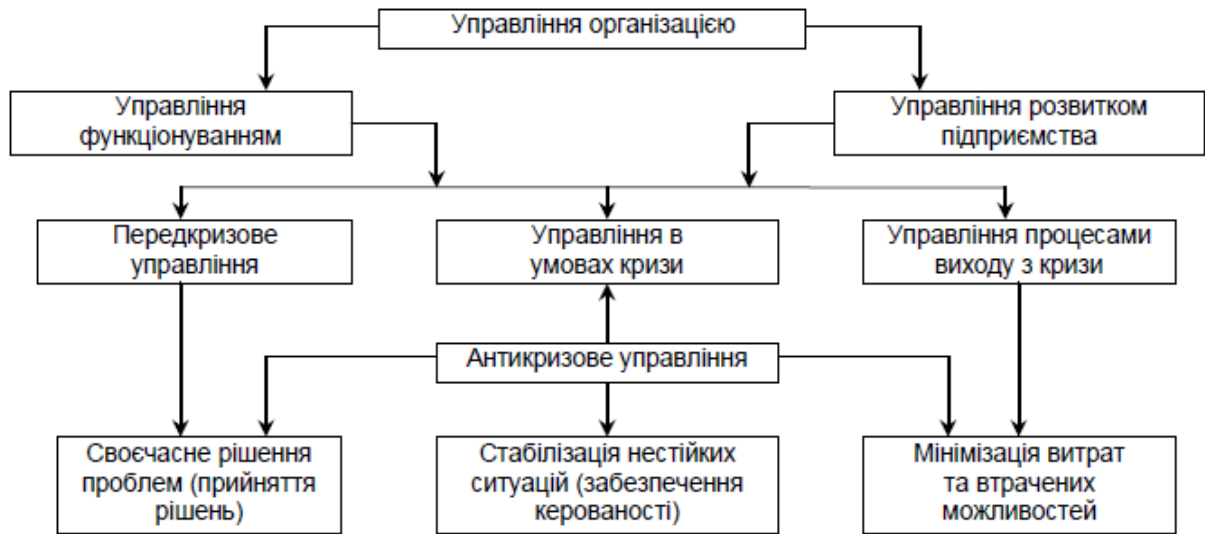 Управління організацією
Управління
функціонуванням
Управління розвитком
підприємства
Передкризове
управління
Управління в
умовах кризи
Управління процесами
виходу з кризи
Антикризове управління
Своєчасне рішення
проблем (прийняття
рішень)
Стабілізація нестійких
ситуацій (забезпечення
керованості)
Мінімізація витрат
та втрачених
можливостей